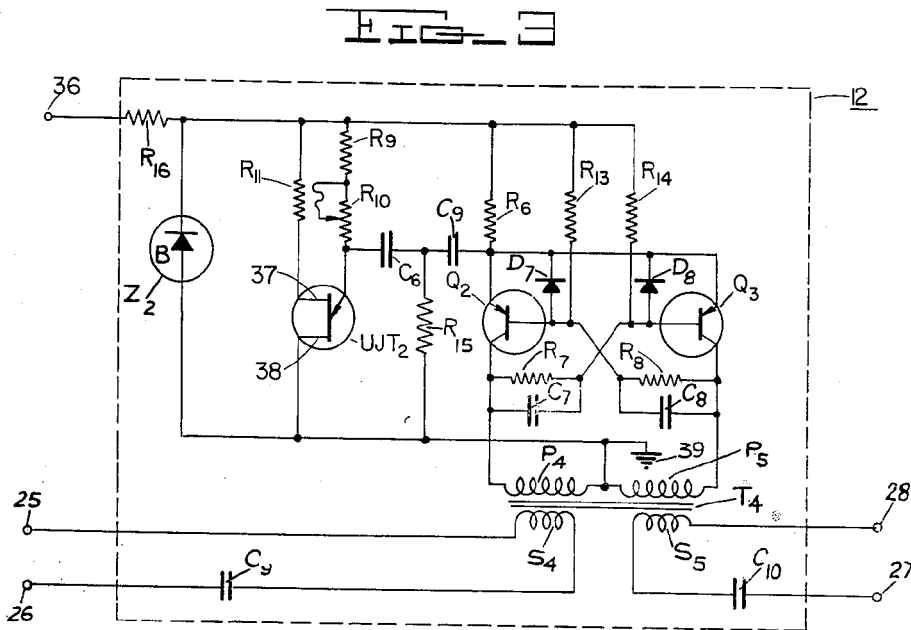 FIG_ 3
36
12
R16
R11
R9
R10
R6
R13
R14
C9
C6
D7
D8
B
Z2
37
38
UJT2
R15
Q2
Q3
R7
R8
C7
C8
39
P4
P5
T4
25
28
S4
S5
Cy
C10
26
27